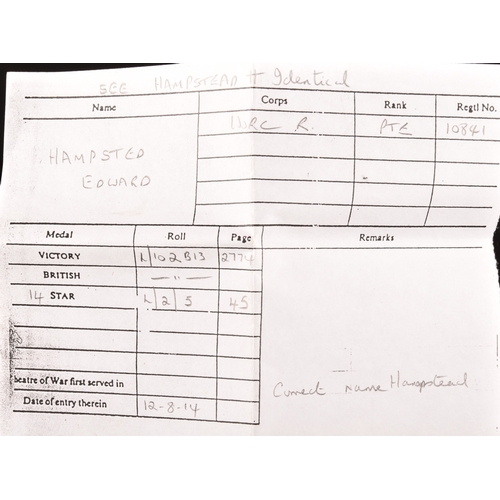 SEE HAMPSTEAD + Identical
Name Corps Rank Regtl No.
HAMPSTED EDWARD WORC R. PTE 10841
Medal Roll Page Remarks
VICTORY L/102B13 2774
BRITISH — " —
14 STAR L/2/5 45
heatre of War first served in
Correct name Hampstead
Date of entry therein 12-8-14